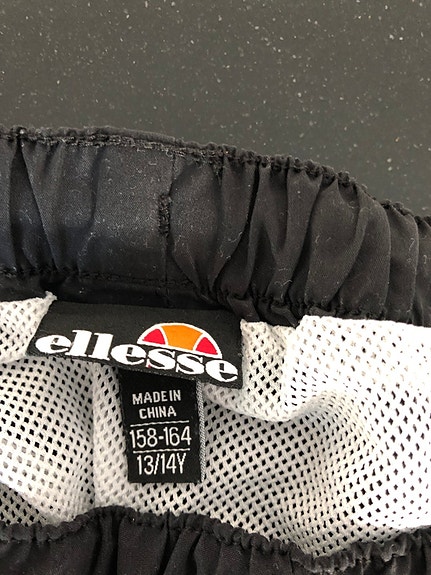 ellesse
MADE IN
CHINA
158-164
13/14Y